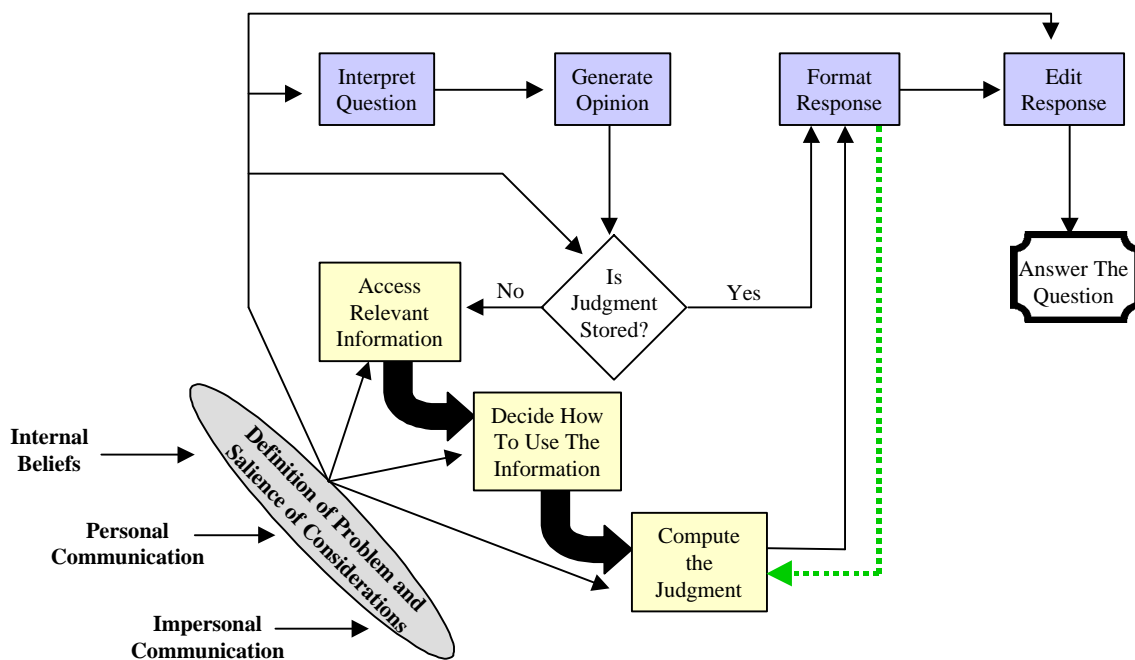 Interpret
Question
Generate
Opinion
Format
Response
Edit
Response
Is
Judgment
Stored?
No
Yes
Answer The
Question
Access
Relevant
Information
Decide How
To Use The
Information
Compute
the
Judgment
Internal
Beliefs
Personal
Communication
Impersonal
Communication
Definition of Problem and
Salience of Considerations